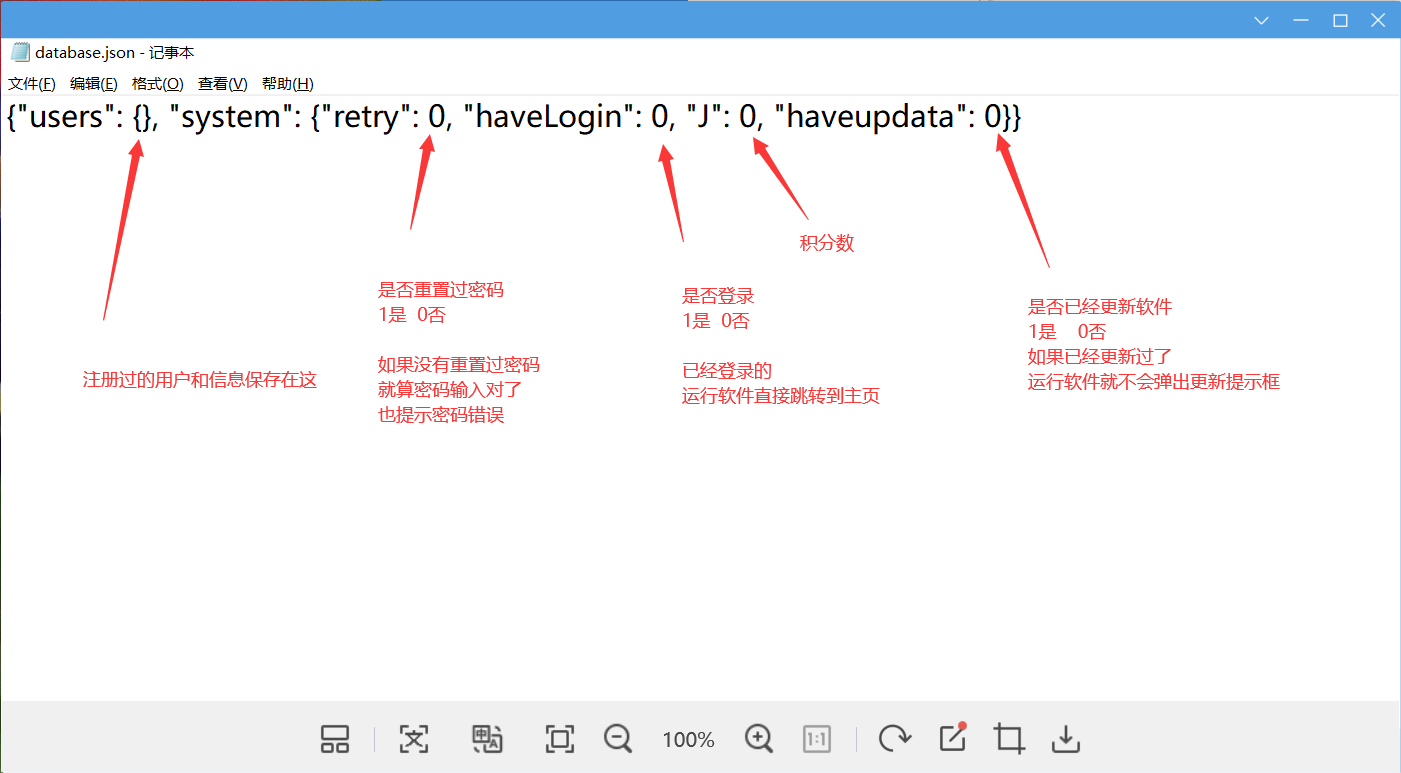 database.json - 记事本
文件(F) 编辑(E) 格式(O) 查看(V) 帮助(H)
{"users": {}, "system": {"retry": 0, "haveLogin": 0, "J": 0, "haveupdata": 0}}
注册过的用户和信息保存在这
是否重置过密码
1是 0否
如果没有重置过密码
就算密码输入对了
也提示密码错误
是否登录
1是 0否
已经登录的
运行软件直接跳转到主页
积分数
是否已经更新软件
1是 0否
如果已经更新过了
运行软件就不会弹出更新提示框
文
中 A
100%
1:1